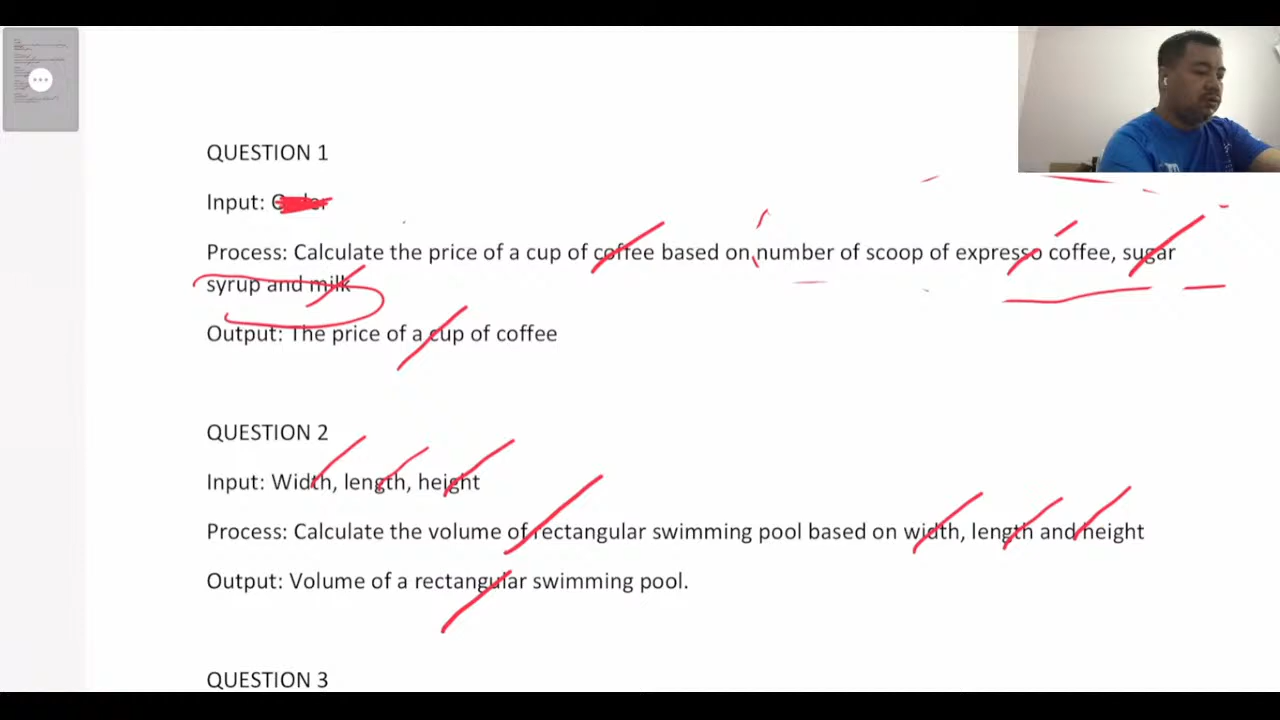 QUESTION 1
Input: Order
Process: Calculate the price of a cup of coffee based on number of scoop of expresso coffee, sugar
syrup and milk
Output: The price of a cup of coffee
QUESTION 2
Input: Width, length, height
Process: Calculate the volume of rectangular swimming pool based on width, length and height
Output: Volume of a rectangular swimming pool.
QUESTION 3